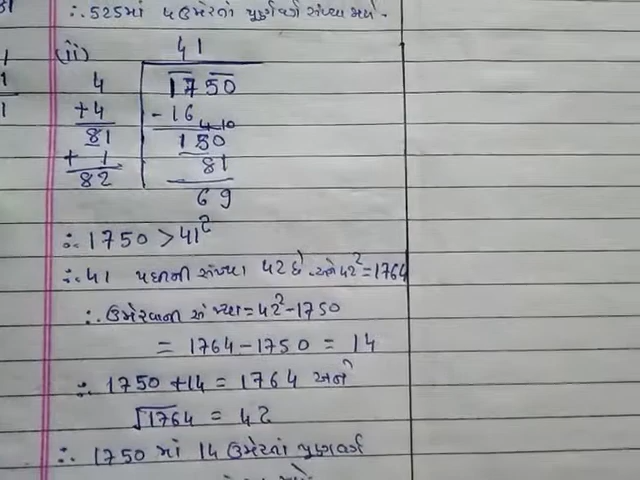 ∴ 525માં 4 ઉમેરતાં પૂર્ણવર્ગ સંખ્યા મળે.
(ii) 41
4 1750
+4 - 16
4 10
81 150
+ 1 81
82 69
∴ 1750 > 41²
∴ 41 પછીની સંખ્યા 42 છે. અને 42² = 1764
∴ ઉમેરવાની સંખ્યા = 42² - 1750
= 1764 - 1750 = 14
∴ 1750 + 14 = 1764 અને
√1764 = 42
∴ 1750 માં 14 ઉમેરતાં પૂર્ણવર્ગ